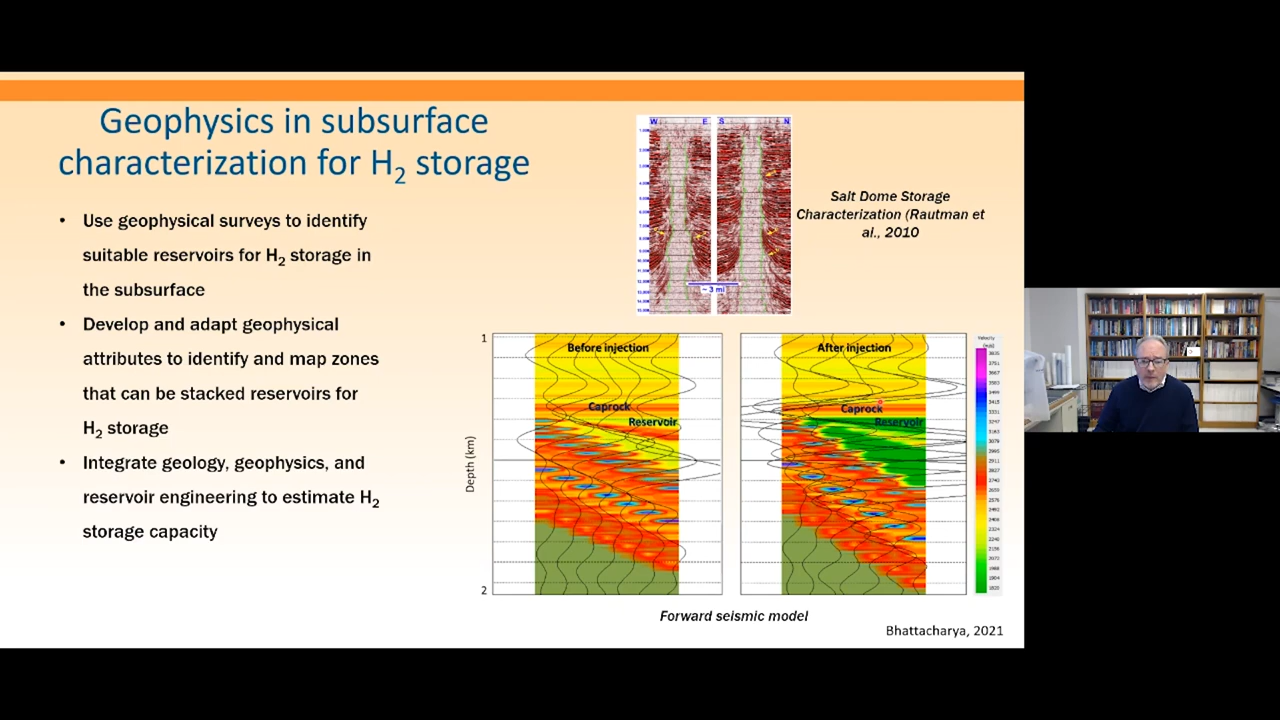 Geophysics in subsurface
characterization for H₂ storage
• Use geophysical surveys to identify
suitable reservoirs for H₂ storage in
the subsurface
• Develop and adapt geophysical
attributes to identify and map zones
that can be stacked reservoirs for
H₂ storage
• Integrate geology, geophysics, and
reservoir engineering to estimate H₂
storage capacity
W E S N
~ 3 mi
Salt Dome Storage
Characterization (Rautman et
al., 2010
Depth (km)
1
2
Before injection
Caprock
Reservoir
After injection
Caprock
Reservoir
Velocity
Forward seismic model
Bhattacharya, 2021